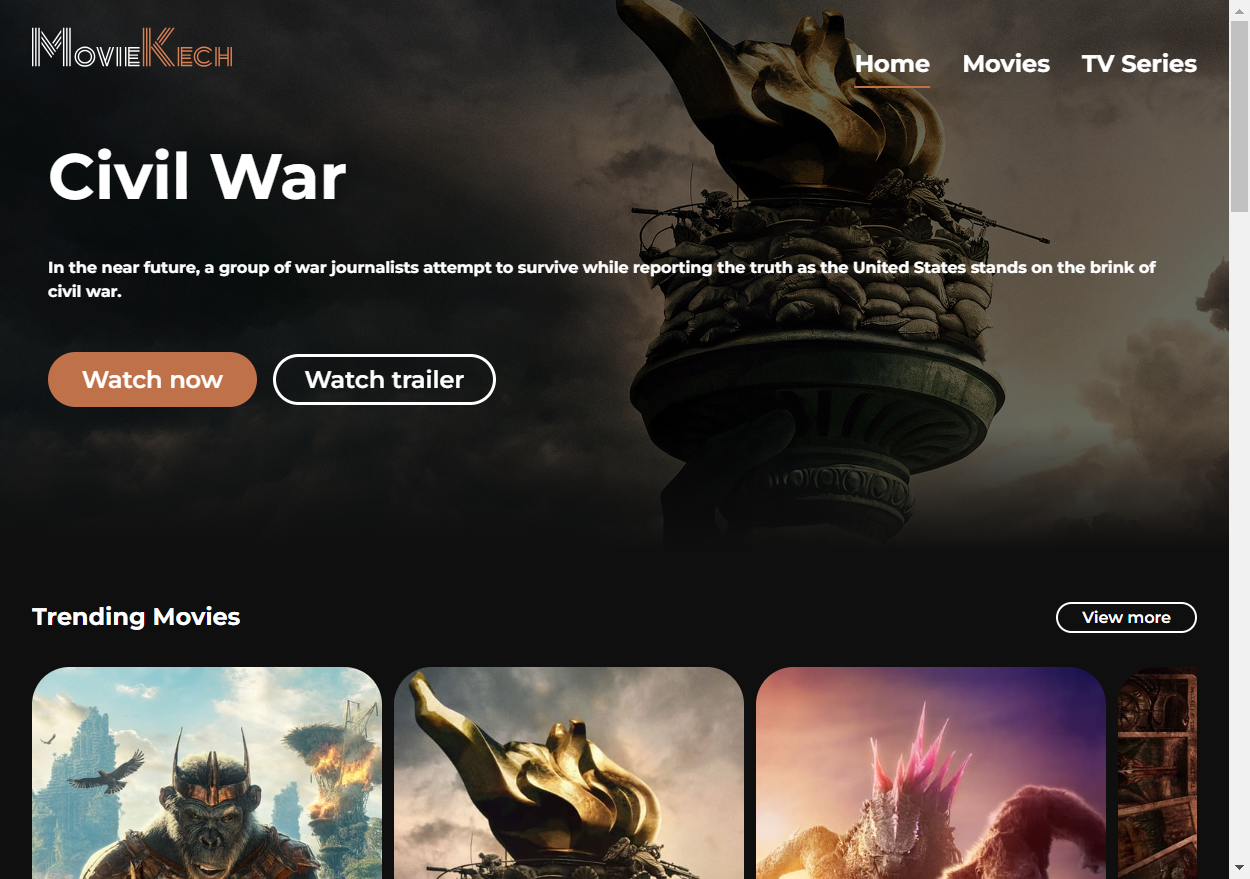 MovieKech
Home Movies TV Series
Civil War
In the near future, a group of war journalists attempt to survive while reporting the truth as the United States stands on the brink of
civil war.
Watch now Watch trailer
Trending Movies View more